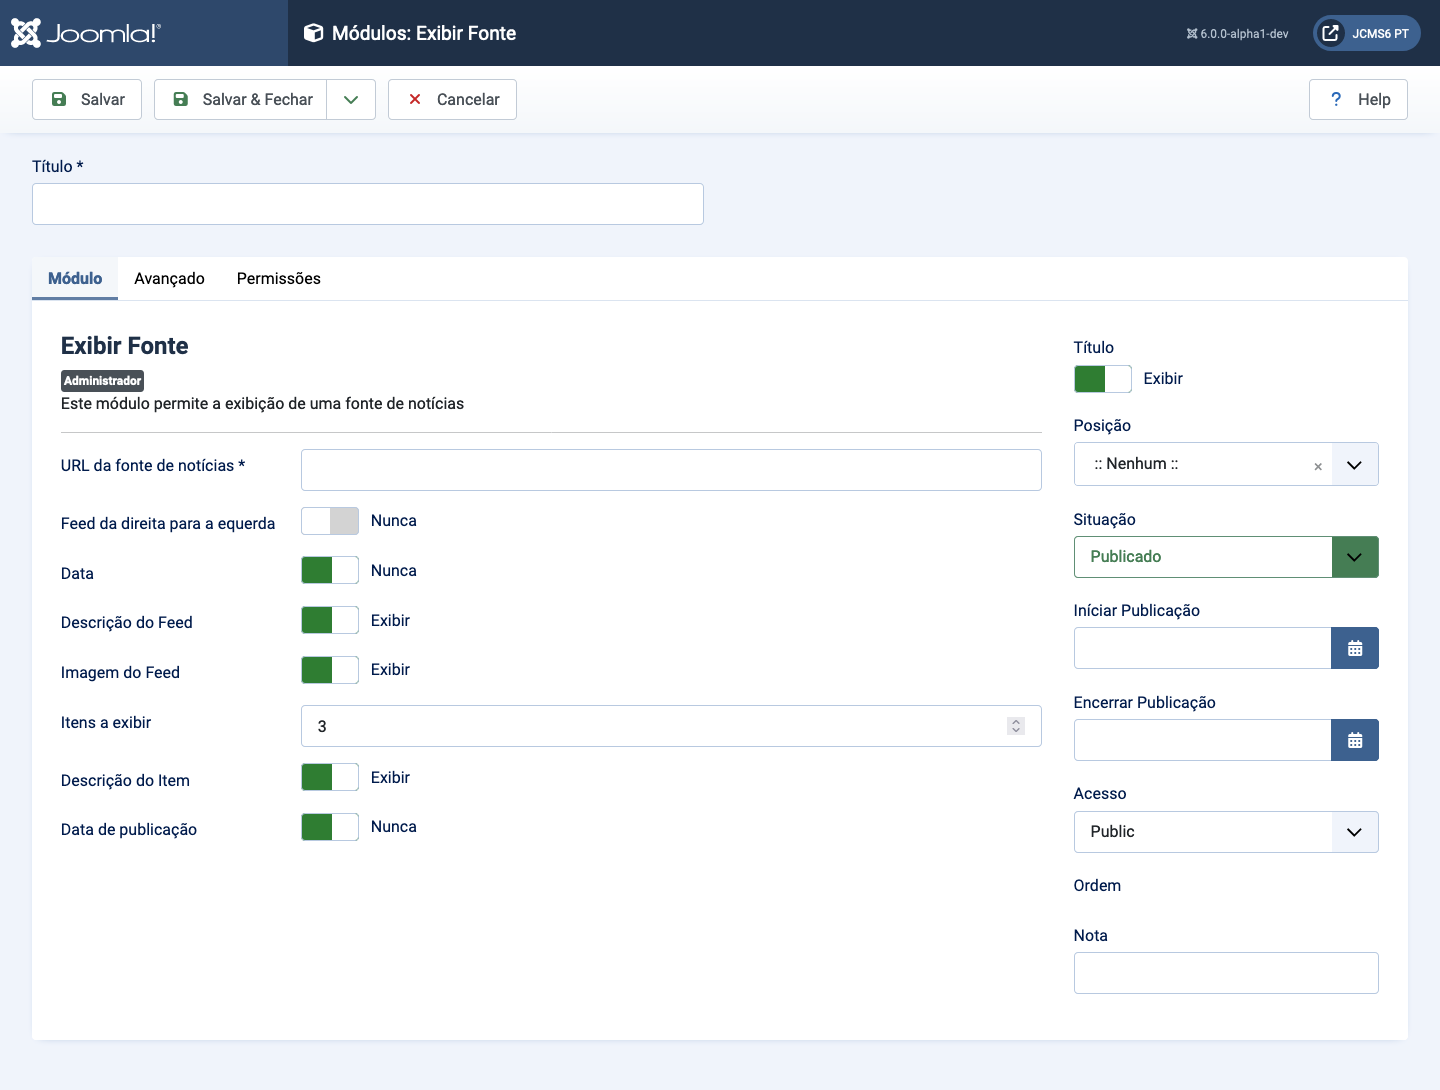 Joomla!®
Módulos: Exibir Fonte
6.0.0-alpha1-dev
JCMS6 PT
Salvar
Salvar & Fechar
Cancelar
? Help
Título *
Módulo
Avançado
Permissões
Exibir Fonte
Administrador
Este módulo permite a exibição de uma fonte de notícias
URL da fonte de notícias *
Feed da direita para a equerda
Nunca
Data
Nunca
Descrição do Feed
Exibir
Imagem do Feed
Exibir
Itens a exibir
3
Descrição do Item
Exibir
Data de publicação
Nunca
Título
Exibir
Posição
:: Nenhum ::
Situação
Publicado
Iníciar Publicação
Encerrar Publicação
Acesso
Public
Ordem
Nota